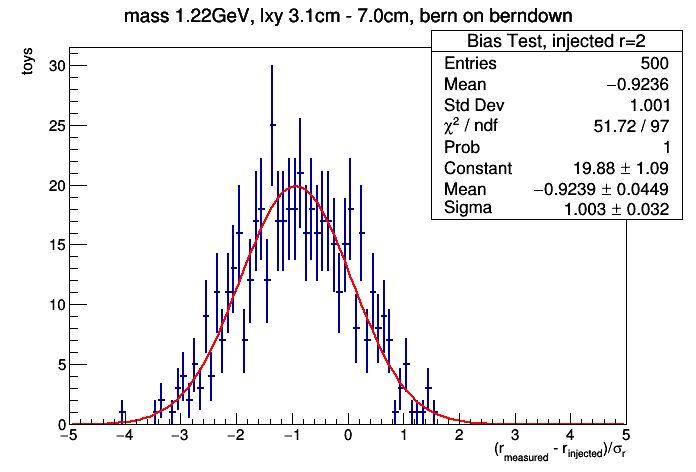 mass 1.22GeV, lxy 3.1cm - 7.0cm, bern on berndown
Bias Test, injected r=2
Entries 500
Mean −0.9236
Std Dev 1.001
χ² / ndf 51.72 / 97
Prob 1
Constant 19.88 ± 1.09
Mean −0.9239 ± 0.0449
Sigma 1.003 ± 0.032
toys
30
25
20
15
10
5
0
−5 −4 −3 −2 −1 0 1 2 3 4 5
(r_measured - r_injected)/σ_r